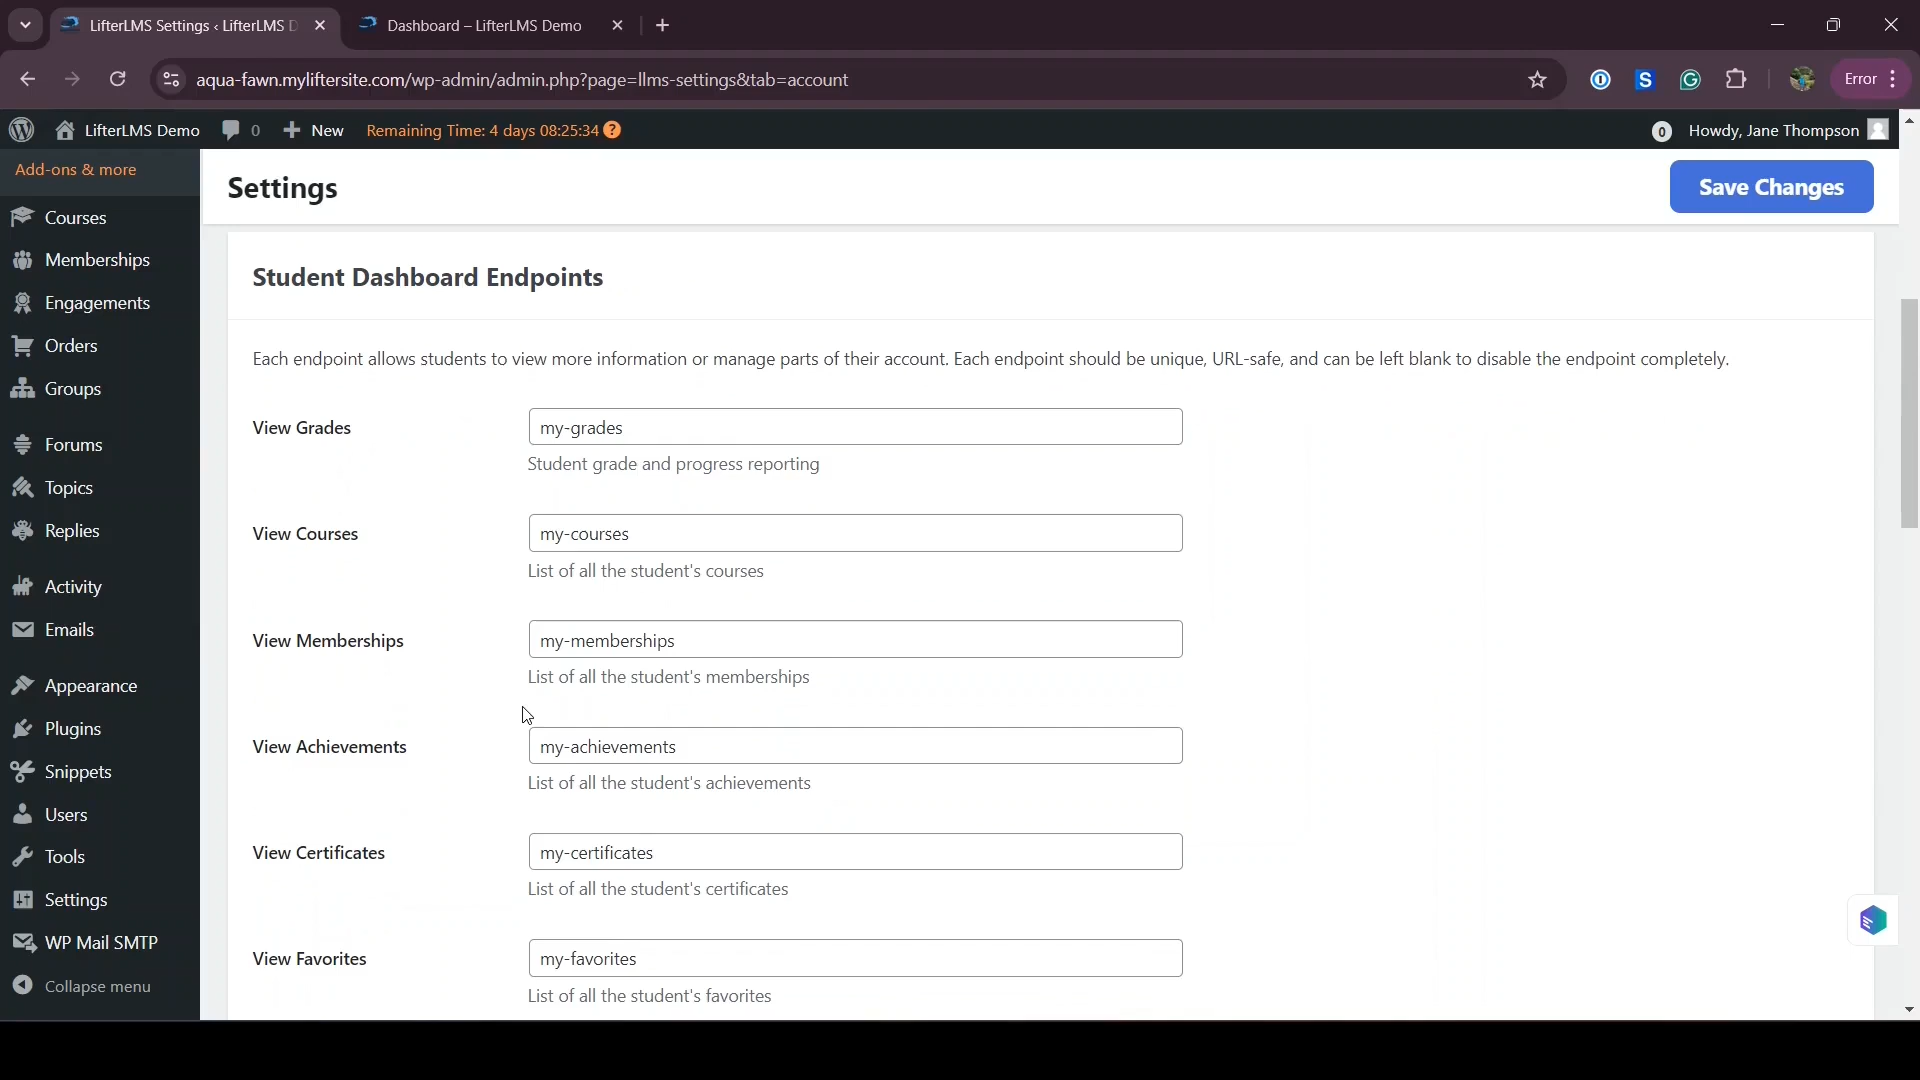 LifterLMS Settings ‹ LifterLMS D
Dashboard – LifterLMS Demo
aqua-fawn.myliftersite.com/wp-admin/admin.php?page=llms-settings&tab=account
Error
LifterLMS Demo
0
New
Remaining Time: 4 days 08:25:34 ?
0
Howdy, Jane Thompson
Add-ons & more
Courses
Memberships
Engagements
Orders
Groups
Forums
Topics
Replies
Activity
Emails
Appearance
Plugins
Snippets
Users
Tools
Settings
WP Mail SMTP
Collapse menu
Settings
Save Changes
Student Dashboard Endpoints
Each endpoint allows students to view more information or manage parts of their account. Each endpoint should be unique, URL-safe, and can be left blank to disable the endpoint completely.
View Grades
my-grades
Student grade and progress reporting
View Courses
my-courses
List of all the student's courses
View Memberships
my-memberships
List of all the student's memberships
View Achievements
my-achievements
List of all the student's achievements
View Certificates
my-certificates
List of all the student's certificates
View Favorites
my-favorites
List of all the student's favorites